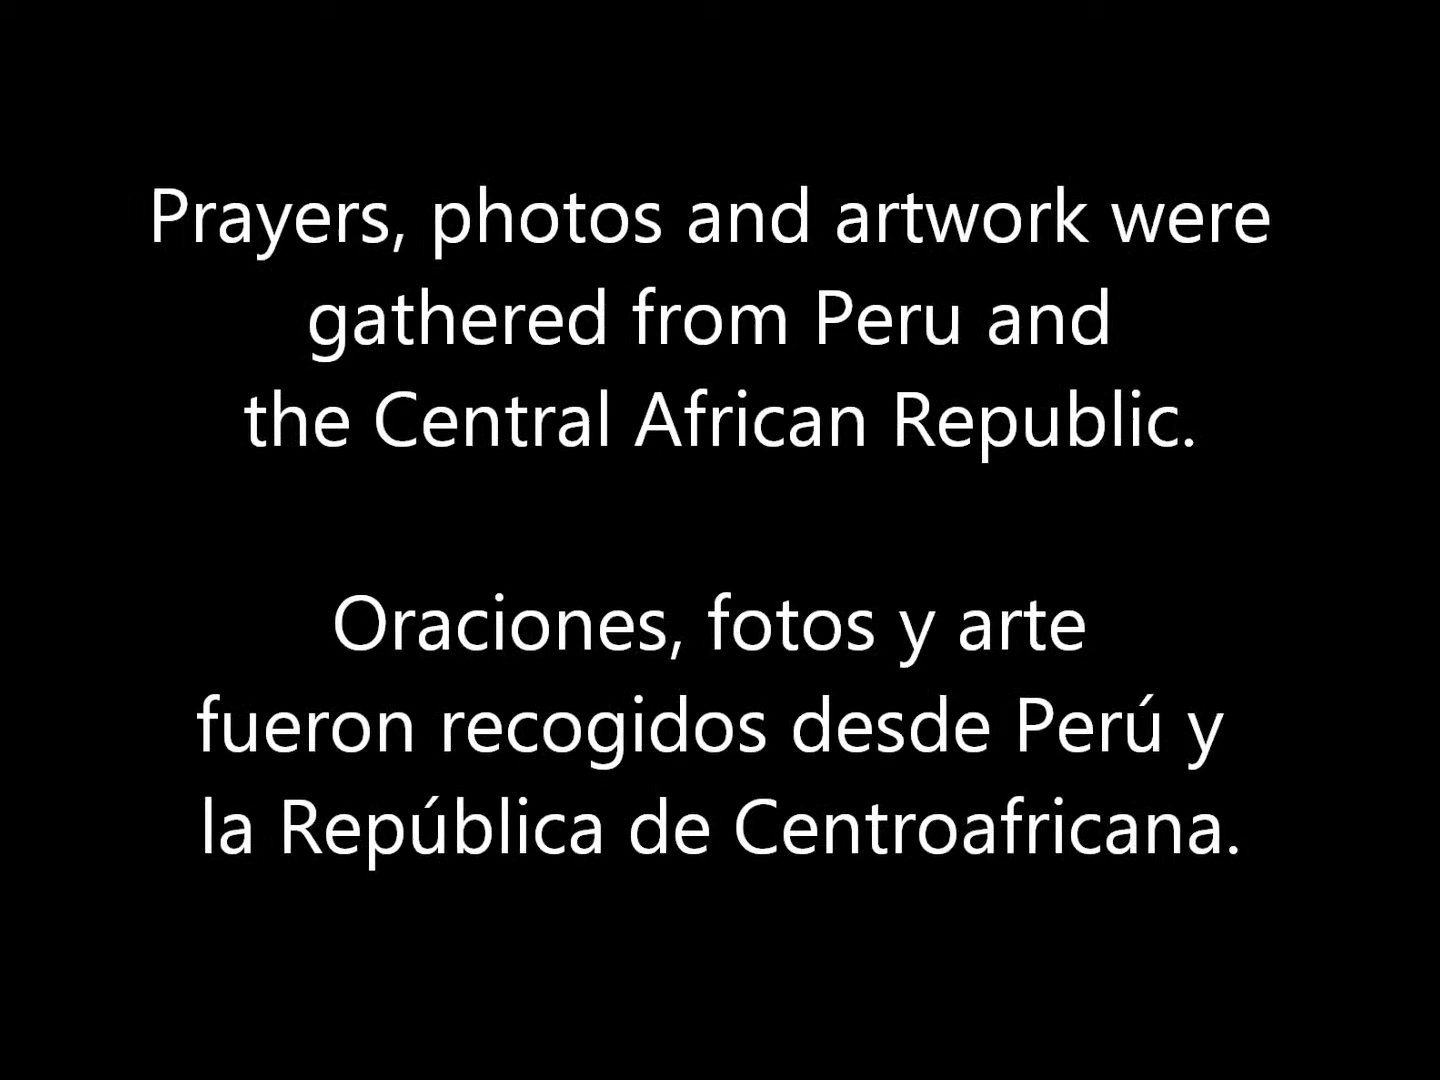 Prayers, photos and artwork were
gathered from Peru and
the Central African Republic.
Oraciones, fotos y arte
fueron recogidos desde Perú y
la República de Centroafricana.